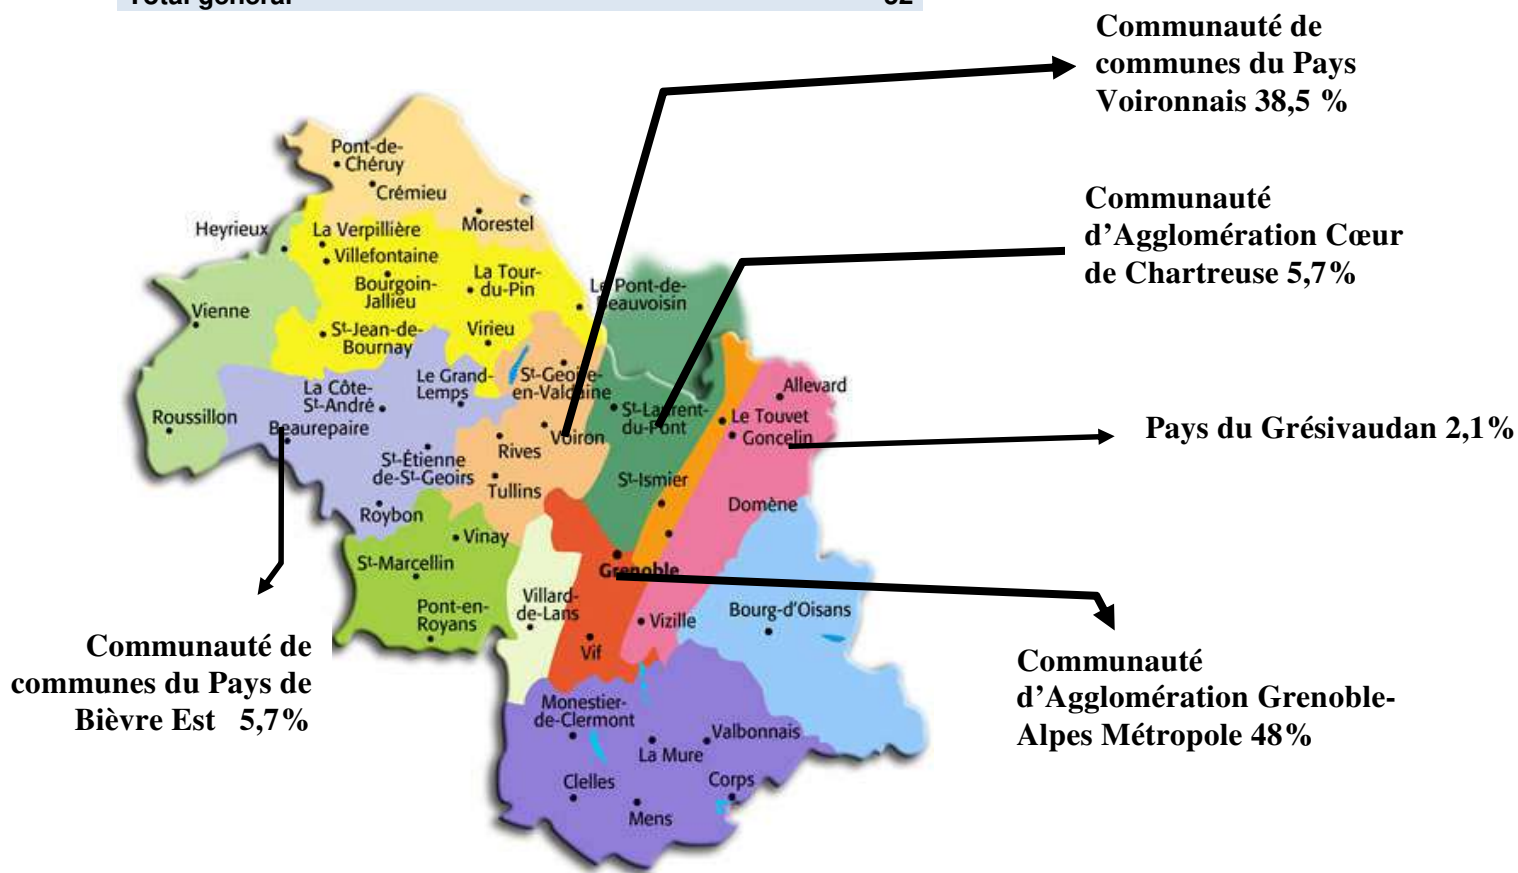 Total général 52
Communauté de
communes du Pays
Voironnais 38,5 %
Communauté
d’Agglomération Cœur
de Chartreuse 5,7%
Pays du Grésivaudan 2,1%
Communauté
d’Agglomération Grenoble-
Alpes Métropole 48%
Communauté de
communes du Pays de
Bièvre Est 5,7%
Pont-de-
Chéruy
Crémieu
Morestel
Heyrieux
La Verpillière
Villefontaine
Bourgoin-
Jallieu
La Tour-
du-Pin
Le Pont-de-
Beauvoisin
Vienne
St-Jean-de-
Bournay
Virieu
La Côte-
St-André
Le Grand-
Lemps
St-Geoire-
en-Valdaine
Roussillon
Beaurepaire
St-Laurent-
du-Pont
Allevard
Le Touvet
Goncelin
Voiron
Rives
St-Étienne
de-St-Geoirs
Tullins
St-Ismier
Domène
Roybon
Vinay
St-Marcellin
Grenoble
Pont-en-
Royans
Villard-
de-Lans
Vizille
Bourg-d’Oisans
Vif
Monestier-
de-Clermont
Valbonnais
La Mure
Clelles
Corps
Mens